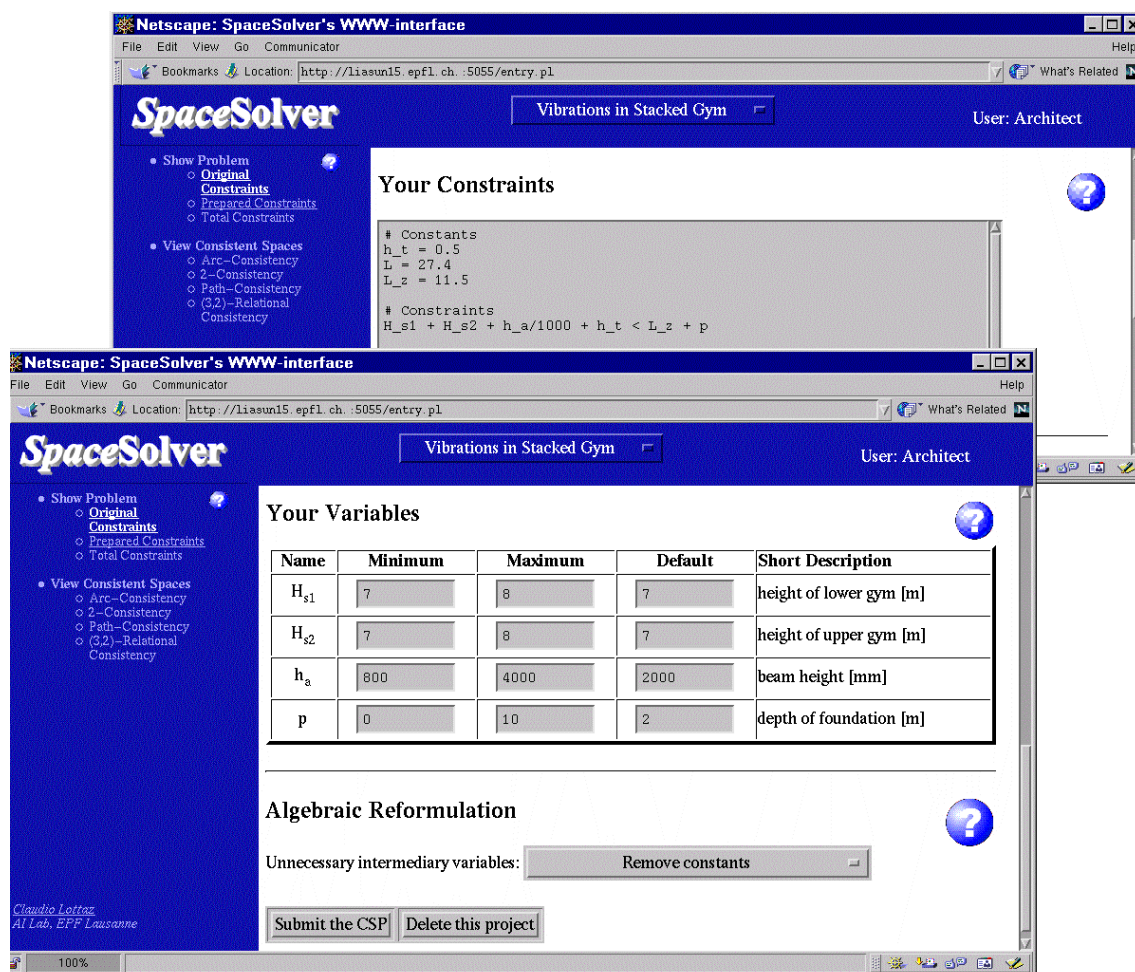 Netscape: SpaceSolver's WWW-interface
File Edit View Go Communicator Help
Bookmarks Location: http://liasun15.epfl.ch.:5055/entry.pl What's Related N
SpaceSolver
Vibrations in Stacked Gym
User: Architect
Show Problem
Original
Constraints
Prepared Constraints
Total Constraints
View Consistent Spaces
Arc-Consistency
2-Consistency
Path-Consistency
(3,2)-Relational
Consistency
Your Constraints
?
# Constants
h_t = 0.5
L = 27.4
L_z = 11.5
# Constraints
H_s1 + H_s2 + h_a/1000 + h_t < L_z + p
Netscape: SpaceSolver's WWW-interface
File Edit View Go Communicator Help
Bookmarks Location: http://liasun15.epfl.ch.:5055/entry.pl What's Related N
SpaceSolver
Vibrations in Stacked Gym
User: Architect
Show Problem
Original
Constraints
Prepared Constraints
Total Constraints
View Consistent Spaces
Arc-Consistency
2-Consistency
Path-Consistency
(3,2)-Relational
Consistency
Claudio Lottaz
AI Lab, EPF Lausanne
Your Variables
?
Name Minimum Maximum Default Short Description
H_s1 7 8 7 height of lower gym [m]
H_s2 7 8 7 height of upper gym [m]
h_a 800 4000 2000 beam height [mm]
p 0 10 2 depth of foundation [m]
Algebraic Reformulation
?
Unnecessary intermediary variables: Remove constants
Submit the CSP Delete this project
100%